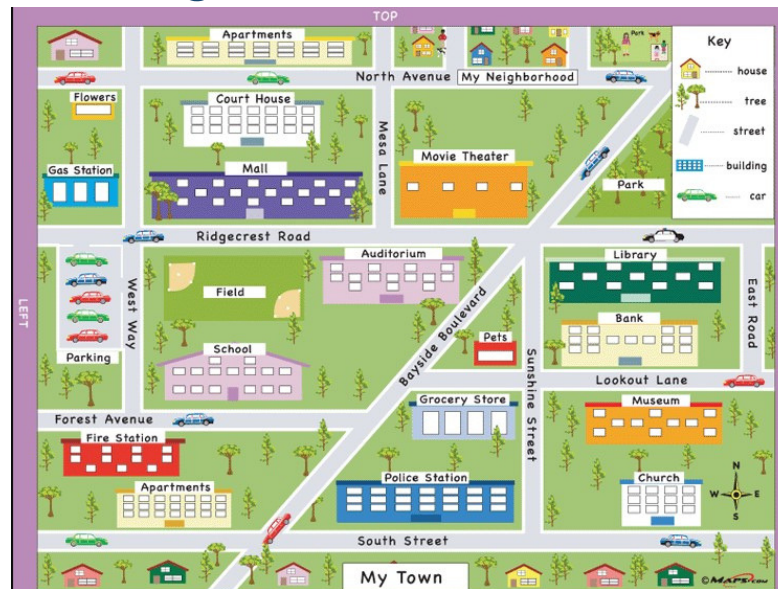 TOP
Apartments
Park
Key
house
tree
street
building
car
North Avenue
My Neighborhood
Flowers
Court House
Mesa Lane
Gas Station
Mall
Movie Theater
Park
Ridgecrest Road
LEFT
West Way
Field
Auditorium
Library
East Road
Bayside Boulevard
Pets
Sunshine Street
Bank
Parking
School
Lookout Lane
Forest Avenue
Grocery Store
Museum
Fire Station
Apartments
Police Station
Church
N
W
E
S
South Street
My Town
©MAPS.COM